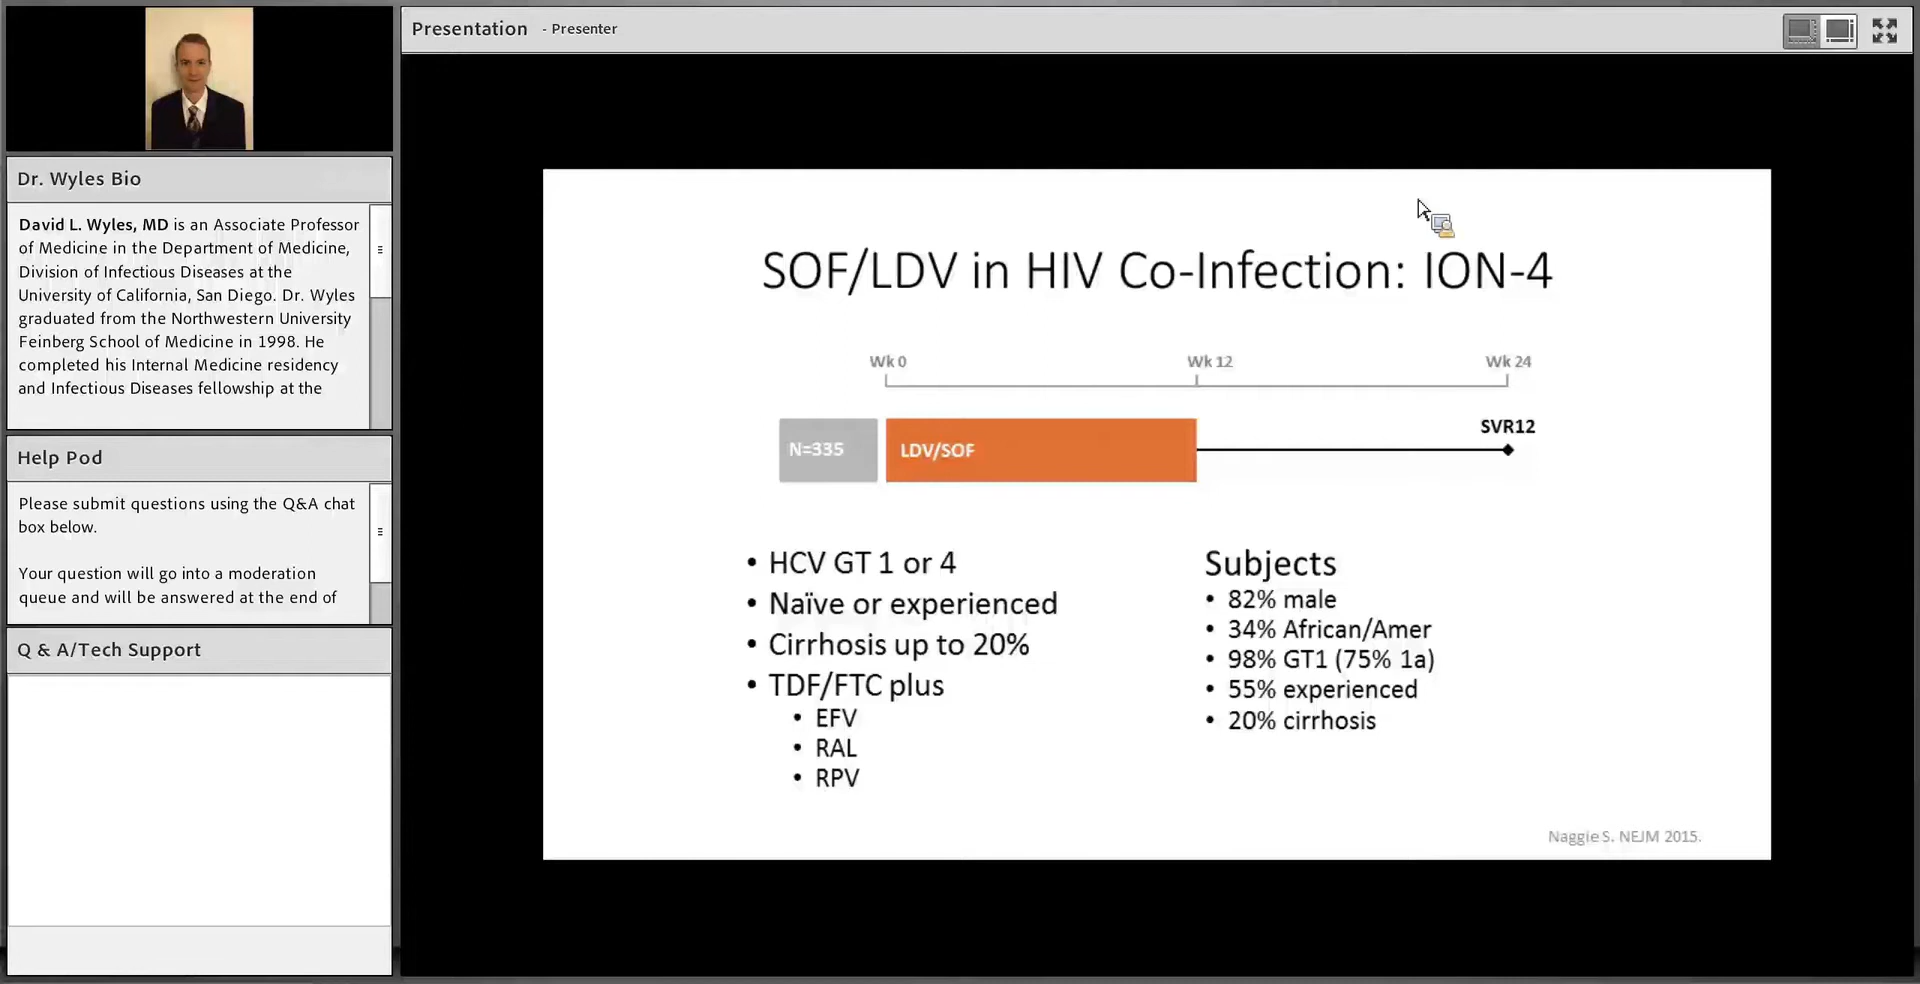 Dr. Wyles Bio
David L. Wyles, MD is an Associate Professor
of Medicine in the Department of Medicine,
Division of Infectious Diseases at the
University of California, San Diego. Dr. Wyles
graduated from the Northwestern University
Feinberg School of Medicine in 1998. He
completed his Internal Medicine residency
and Infectious Diseases fellowship at the
Help Pod
Please submit questions using the Q&A chat
box below.
Your question will go into a moderation
queue and will be answered at the end of
Q & A/Tech Support
Presentation - Presenter
SOF/LDV in HIV Co-Infection: ION-4
Wk 0 Wk 12 Wk 24
SVR12
N=335 LDV/SOF
• HCV GT 1 or 4
• Naïve or experienced
• Cirrhosis up to 20%
• TDF/FTC plus
• EFV
• RAL
• RPV
Subjects
• 82% male
• 34% African/Amer
• 98% GT1 (75% 1a)
• 55% experienced
• 20% cirrhosis
Naggie S. NEJM 2015.